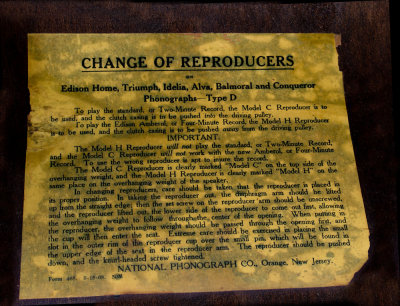 CHANGE OF REPRODUCERS
ON
Edison Home, Triumph, Idelia, Alva, Balmoral and Conqueror
Phonographs—Type D
To play the standard, or Two-Minute Record, the Model C Reproducer is to
be used, and the clutch casing is to be pushed into the driving pulley.
To play the Edison Amberol, or Four-Minute Record, the Model H Reproducer
is to be used, and the clutch casing is to be pushed away from the driving pulley.
IMPORTANT.
The Model H Reproducer will not play the standard, or Two-Minute Record,
and the Model C Reproducer will not work with the new Amberol, or Four-Minute
Record. To use the wrong reproducer is apt to injure the record.
The Model C Reproducer is clearly marked "Model C" on the top side of the
overhanging weight, and the Model H Reproducer is clearly marked "Model H" on the
same place on the overhanging weight of the speaker.
In changing reproducers, care should be taken that the reproducer is placed in
its proper position. In taking the reproducer out, the diaphragm arm should be lifted
up from the straight edge; then the set screw on the reproducer arm should be unscrewed,
and the reproducer lifted out, the lower side of the reproducer to come out first, allowing
the overhanging weight to follow through the center of the opening. When putting in
the reproducer, the overhanging weight should be passed through the opening first, and
the cup will then enter the seat. Extreme care should be exercised in placing the small
slot in the outer rim of the reproducer cup over the small pin which will be found in
the upper edge of the seat in the reproducer arm. The reproducer should be pushed
down, and the knurl-headed screw tightened.
NATIONAL PHONOGRAPH CO., Orange, New Jersey.
Form 468.